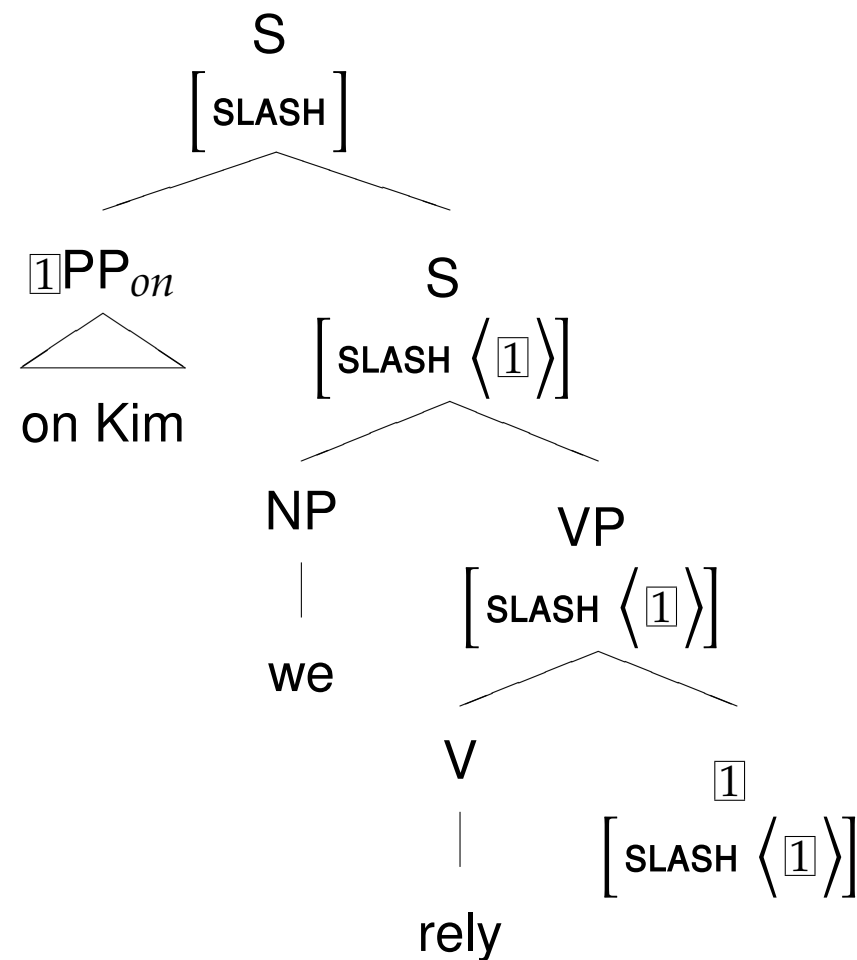 S
[SLASH]
1PPon S
[SLASH ⟨1⟩]
on Kim
NP VP
[SLASH ⟨1⟩]
we
V 1
[SLASH ⟨1⟩]
rely